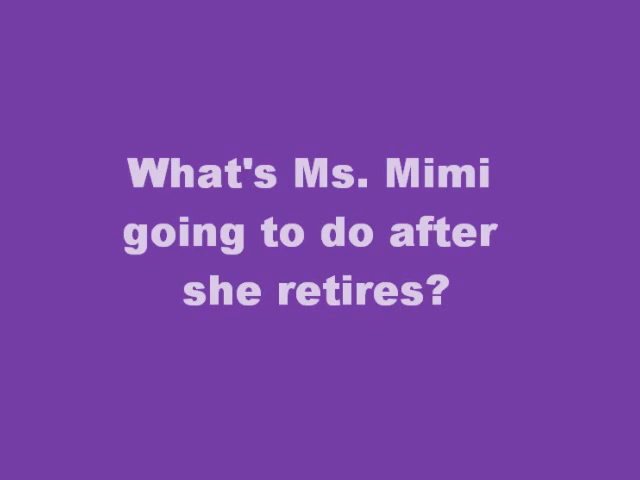 What's Ms. Mimi
going to do after
she retires?